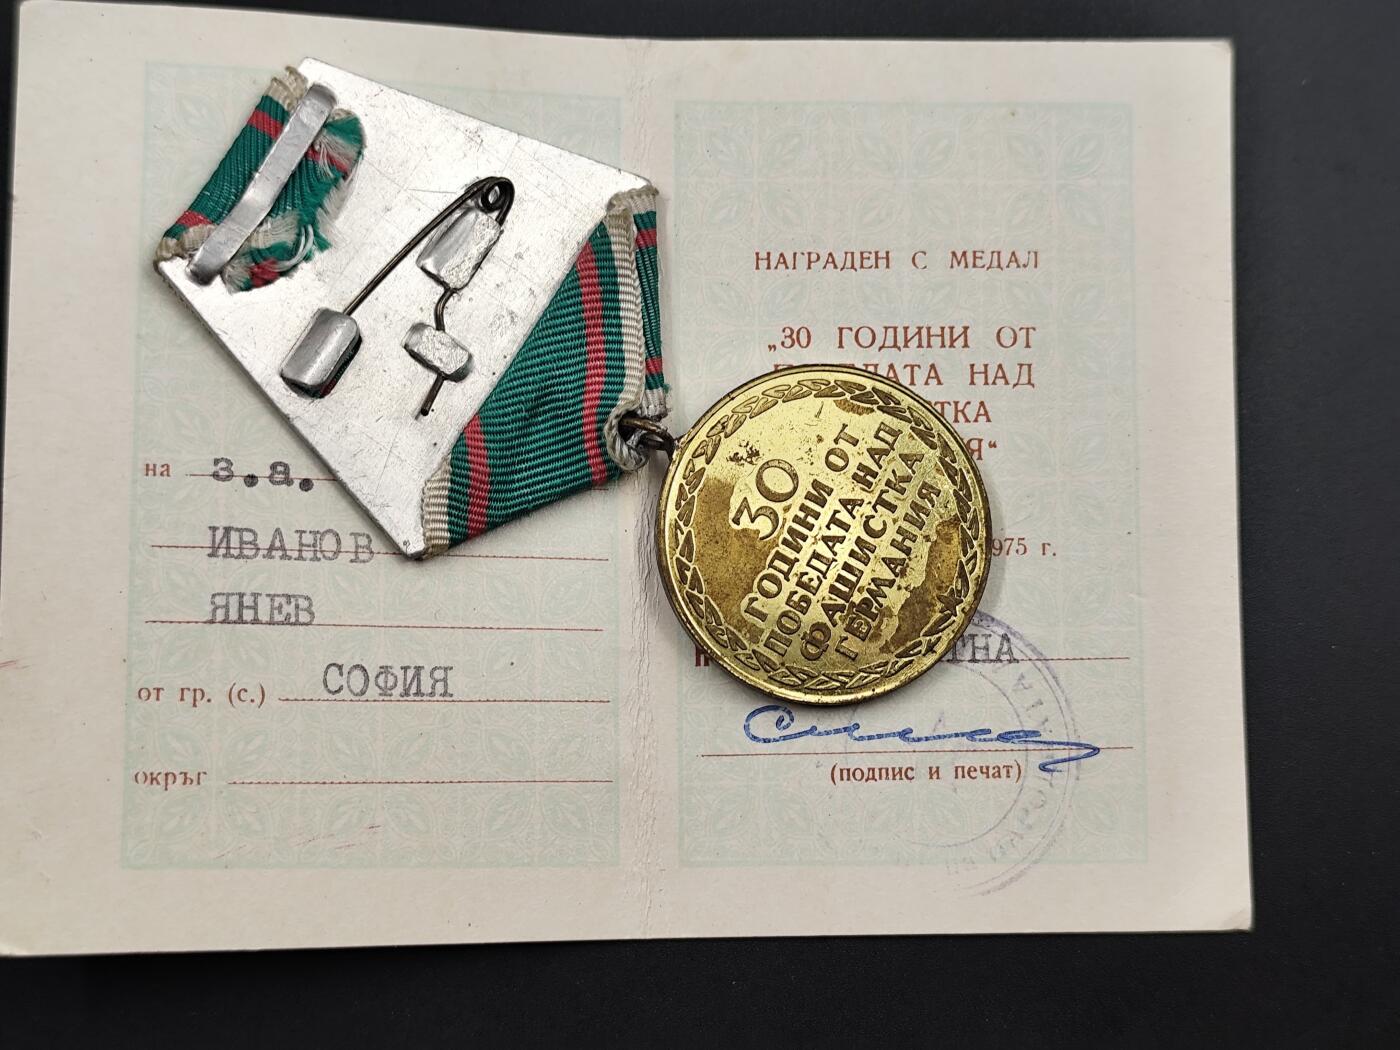 на з.а.
ИВАНОВ
ЯНЕВ
от гр. (с.) СОФИЯ
окръг
НАГРАДЕН С МЕДАЛ
„30 ГОДИНИ ОТ
НАД
“
975 г.
(подпис и печат)
30
ГОДИНИ ОТ
ПОБЕДАТА НАД
ФАШИСТКА
ГЕРМАНИЯ